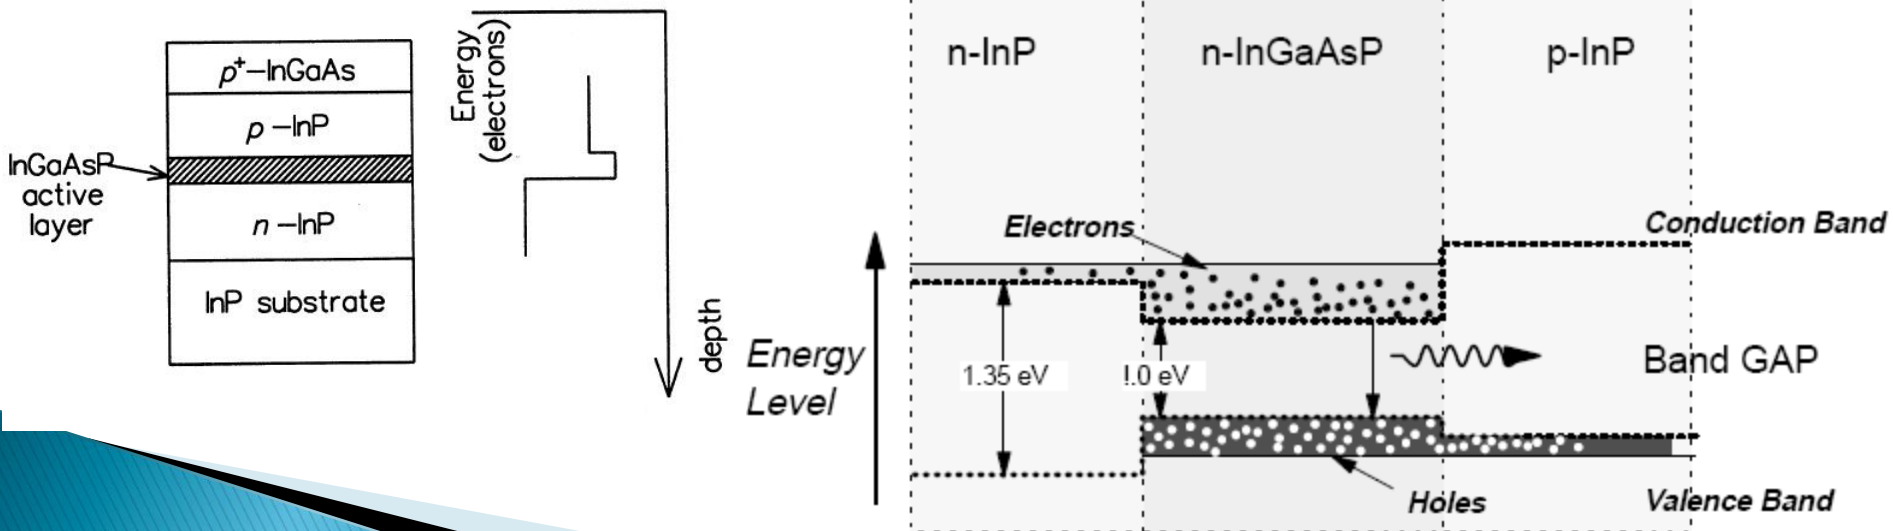 p⁺–InGaAs
p –InP
InGaAsP
active
layer
n –InP
InP substrate
Energy
(electrons)
depth
n-InP
n-InGaAsP
p-InP
Electrons
Conduction Band
Energy
Level
1.35 eV
!.0 eV
Band GAP
Holes
Valence Band